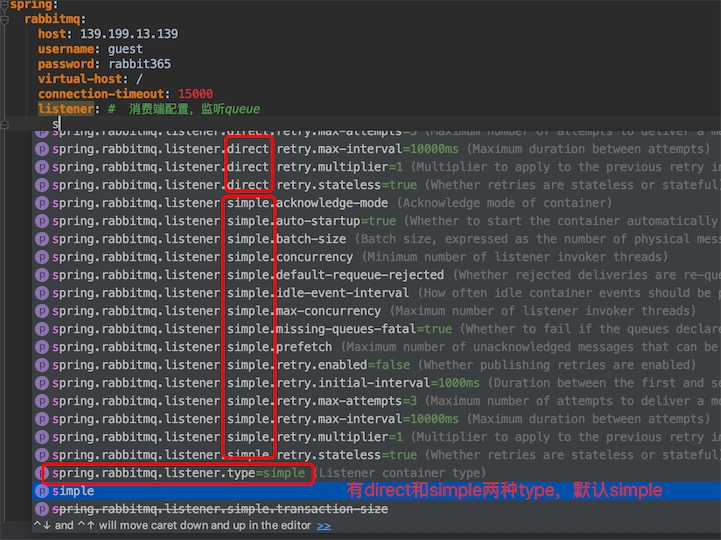 spring:
rabbitmq:
host: 139.199.13.139
username: guest
password: rabbit365
virtual-host: /
connection-timeout: 15000
listener: # 消费端配置，监听queue
s
spring.rabbitmq.listener.direct.retry.max-attempts=3 (Maximum number of attempts to deliver a me
spring.rabbitmq.listener.direct.retry.max-interval=10000ms (Maximum duration between attempts)
spring.rabbitmq.listener.direct.retry.multiplier=1 (Multiplier to apply to the previous retry in
spring.rabbitmq.listener.direct.retry.stateless=true (Whether retries are stateless or stateful)
spring.rabbitmq.listener.simple.acknowledge-mode (Acknowledge mode of container)
spring.rabbitmq.listener.simple.auto-startup=true (Whether to start the container automatically
spring.rabbitmq.listener.simple.batch-size (Batch size, expressed as the number of physical mess
spring.rabbitmq.listener.simple.concurrency (Minimum number of listener invoker threads)
spring.rabbitmq.listener.simple.default-requeue-rejected (Whether rejected deliveries are re-que
spring.rabbitmq.listener.simple.idle-event-interval (How often idle container events should be p
spring.rabbitmq.listener.simple.max-concurrency (Maximum number of listener invoker threads)
spring.rabbitmq.listener.simple.missing-queues-fatal=true (Whether to fail if the queues declare
spring.rabbitmq.listener.simple.prefetch (Maximum number of unacknowledged messages that can be
spring.rabbitmq.listener.simple.retry.enabled=false (Whether publishing retries are enabled)
spring.rabbitmq.listener.simple.retry.initial-interval=1000ms (Duration between the first and se
spring.rabbitmq.listener.simple.retry.max-attempts=3 (Maximum number of attempts to deliver a me
spring.rabbitmq.listener.simple.retry.max-interval=10000ms (Maximum duration between attempts)
spring.rabbitmq.listener.simple.retry.multiplier=1 (Multiplier to apply to the previous retry in
spring.rabbitmq.listener.simple.retry.stateless=true (Whether retries are stateless or stateful)
spring.rabbitmq.listener.type=simple (Listener container type)
simple 有direct和simple两种type，默认simple
spring.rabbitmq.listener.simple.transaction-size
^↓ and ^↑ will move caret down and up in the editor >>